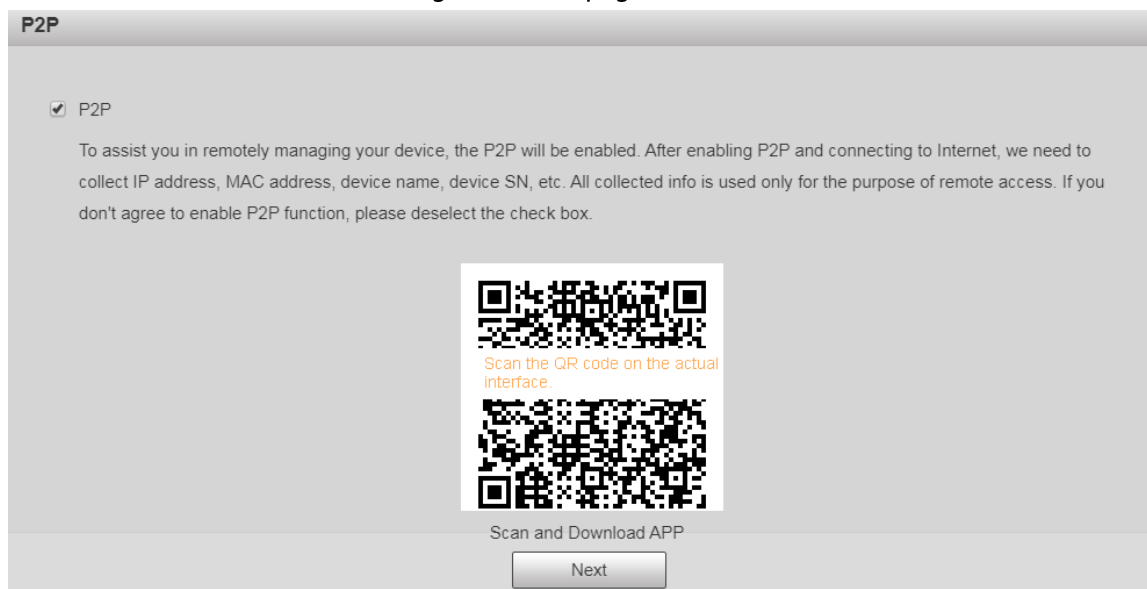 P2P
P2P
To assist you in remotely managing your device, the P2P will be enabled. After enabling P2P and connecting to Internet, we need to
collect IP address, MAC address, device name, device SN, etc. All collected info is used only for the purpose of remote access. If you
don't agree to enable P2P function, please deselect the check box.
Scan the QR code on the actual
interface.
Scan and Download APP
Next